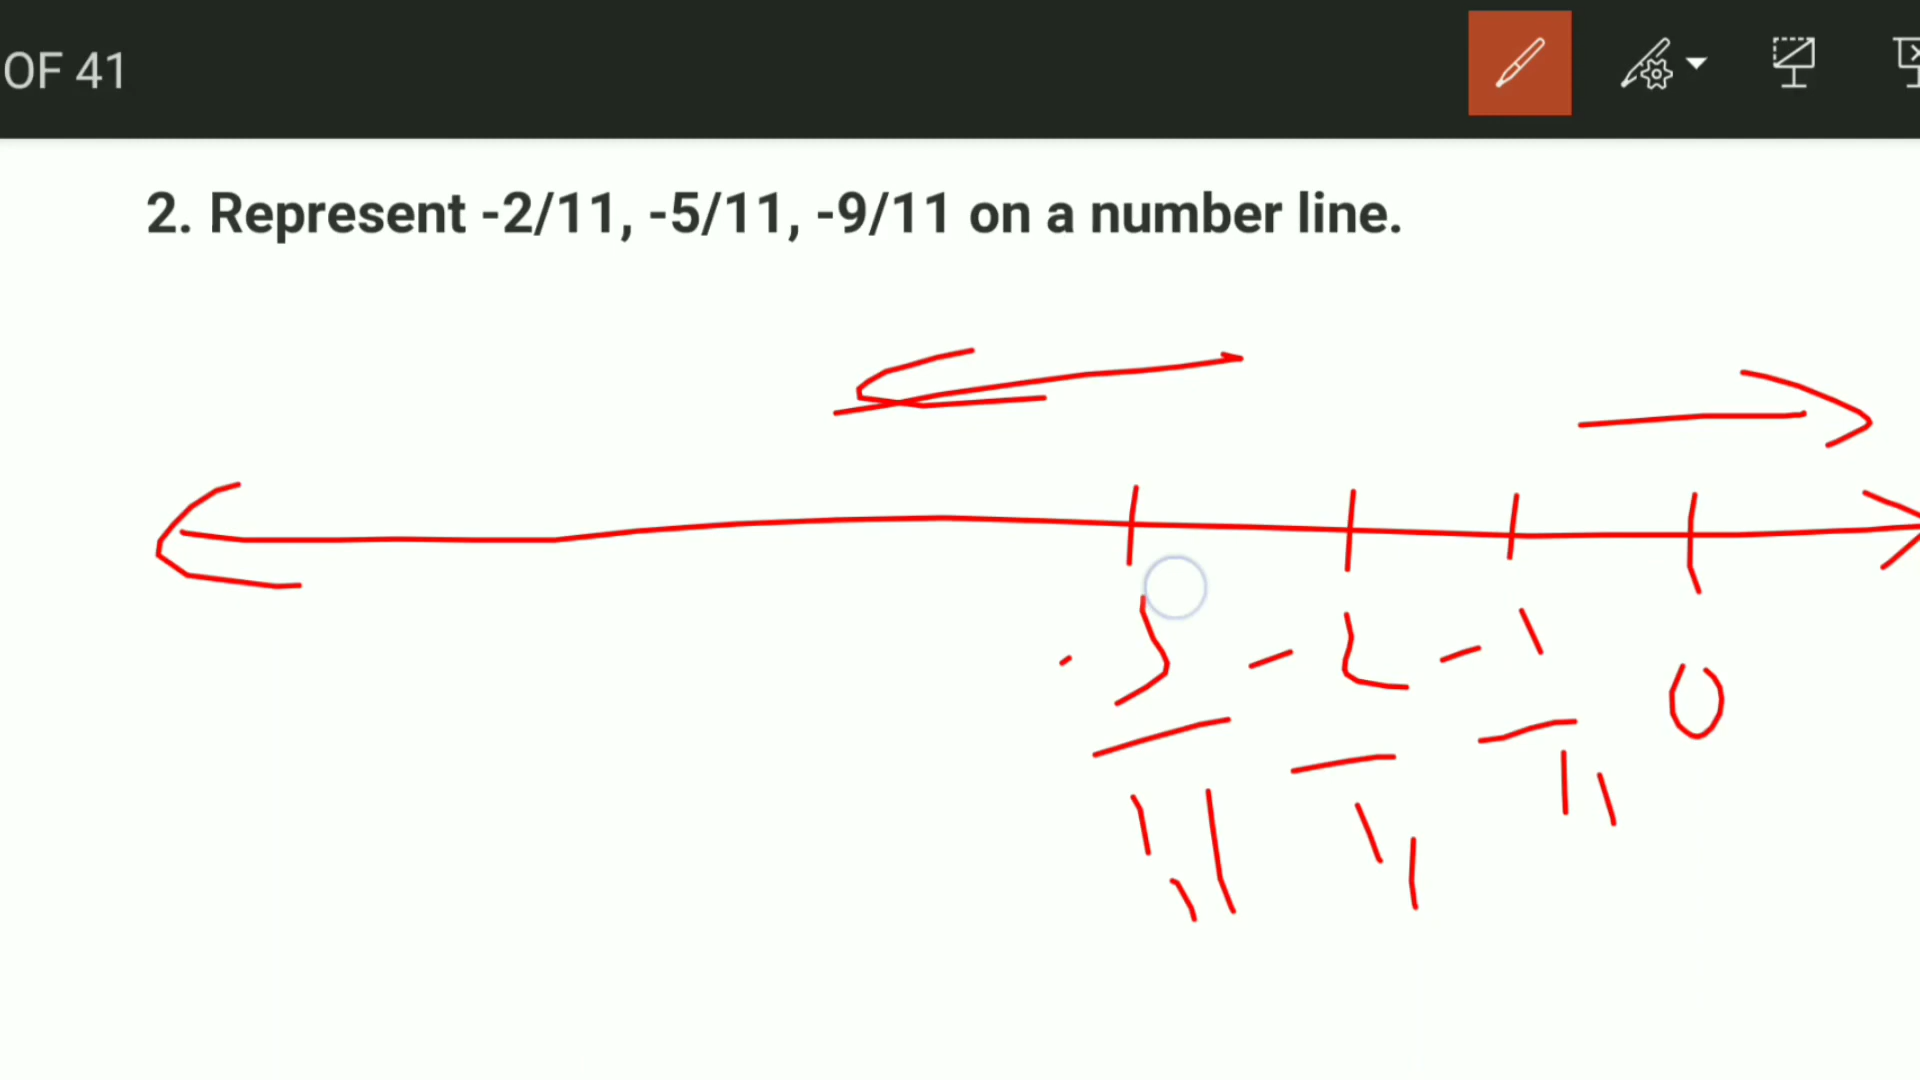 OF 41
2. Represent -2/11, -5/11, -9/11 on a number line.
-3/11 -2/11 -1/11 0